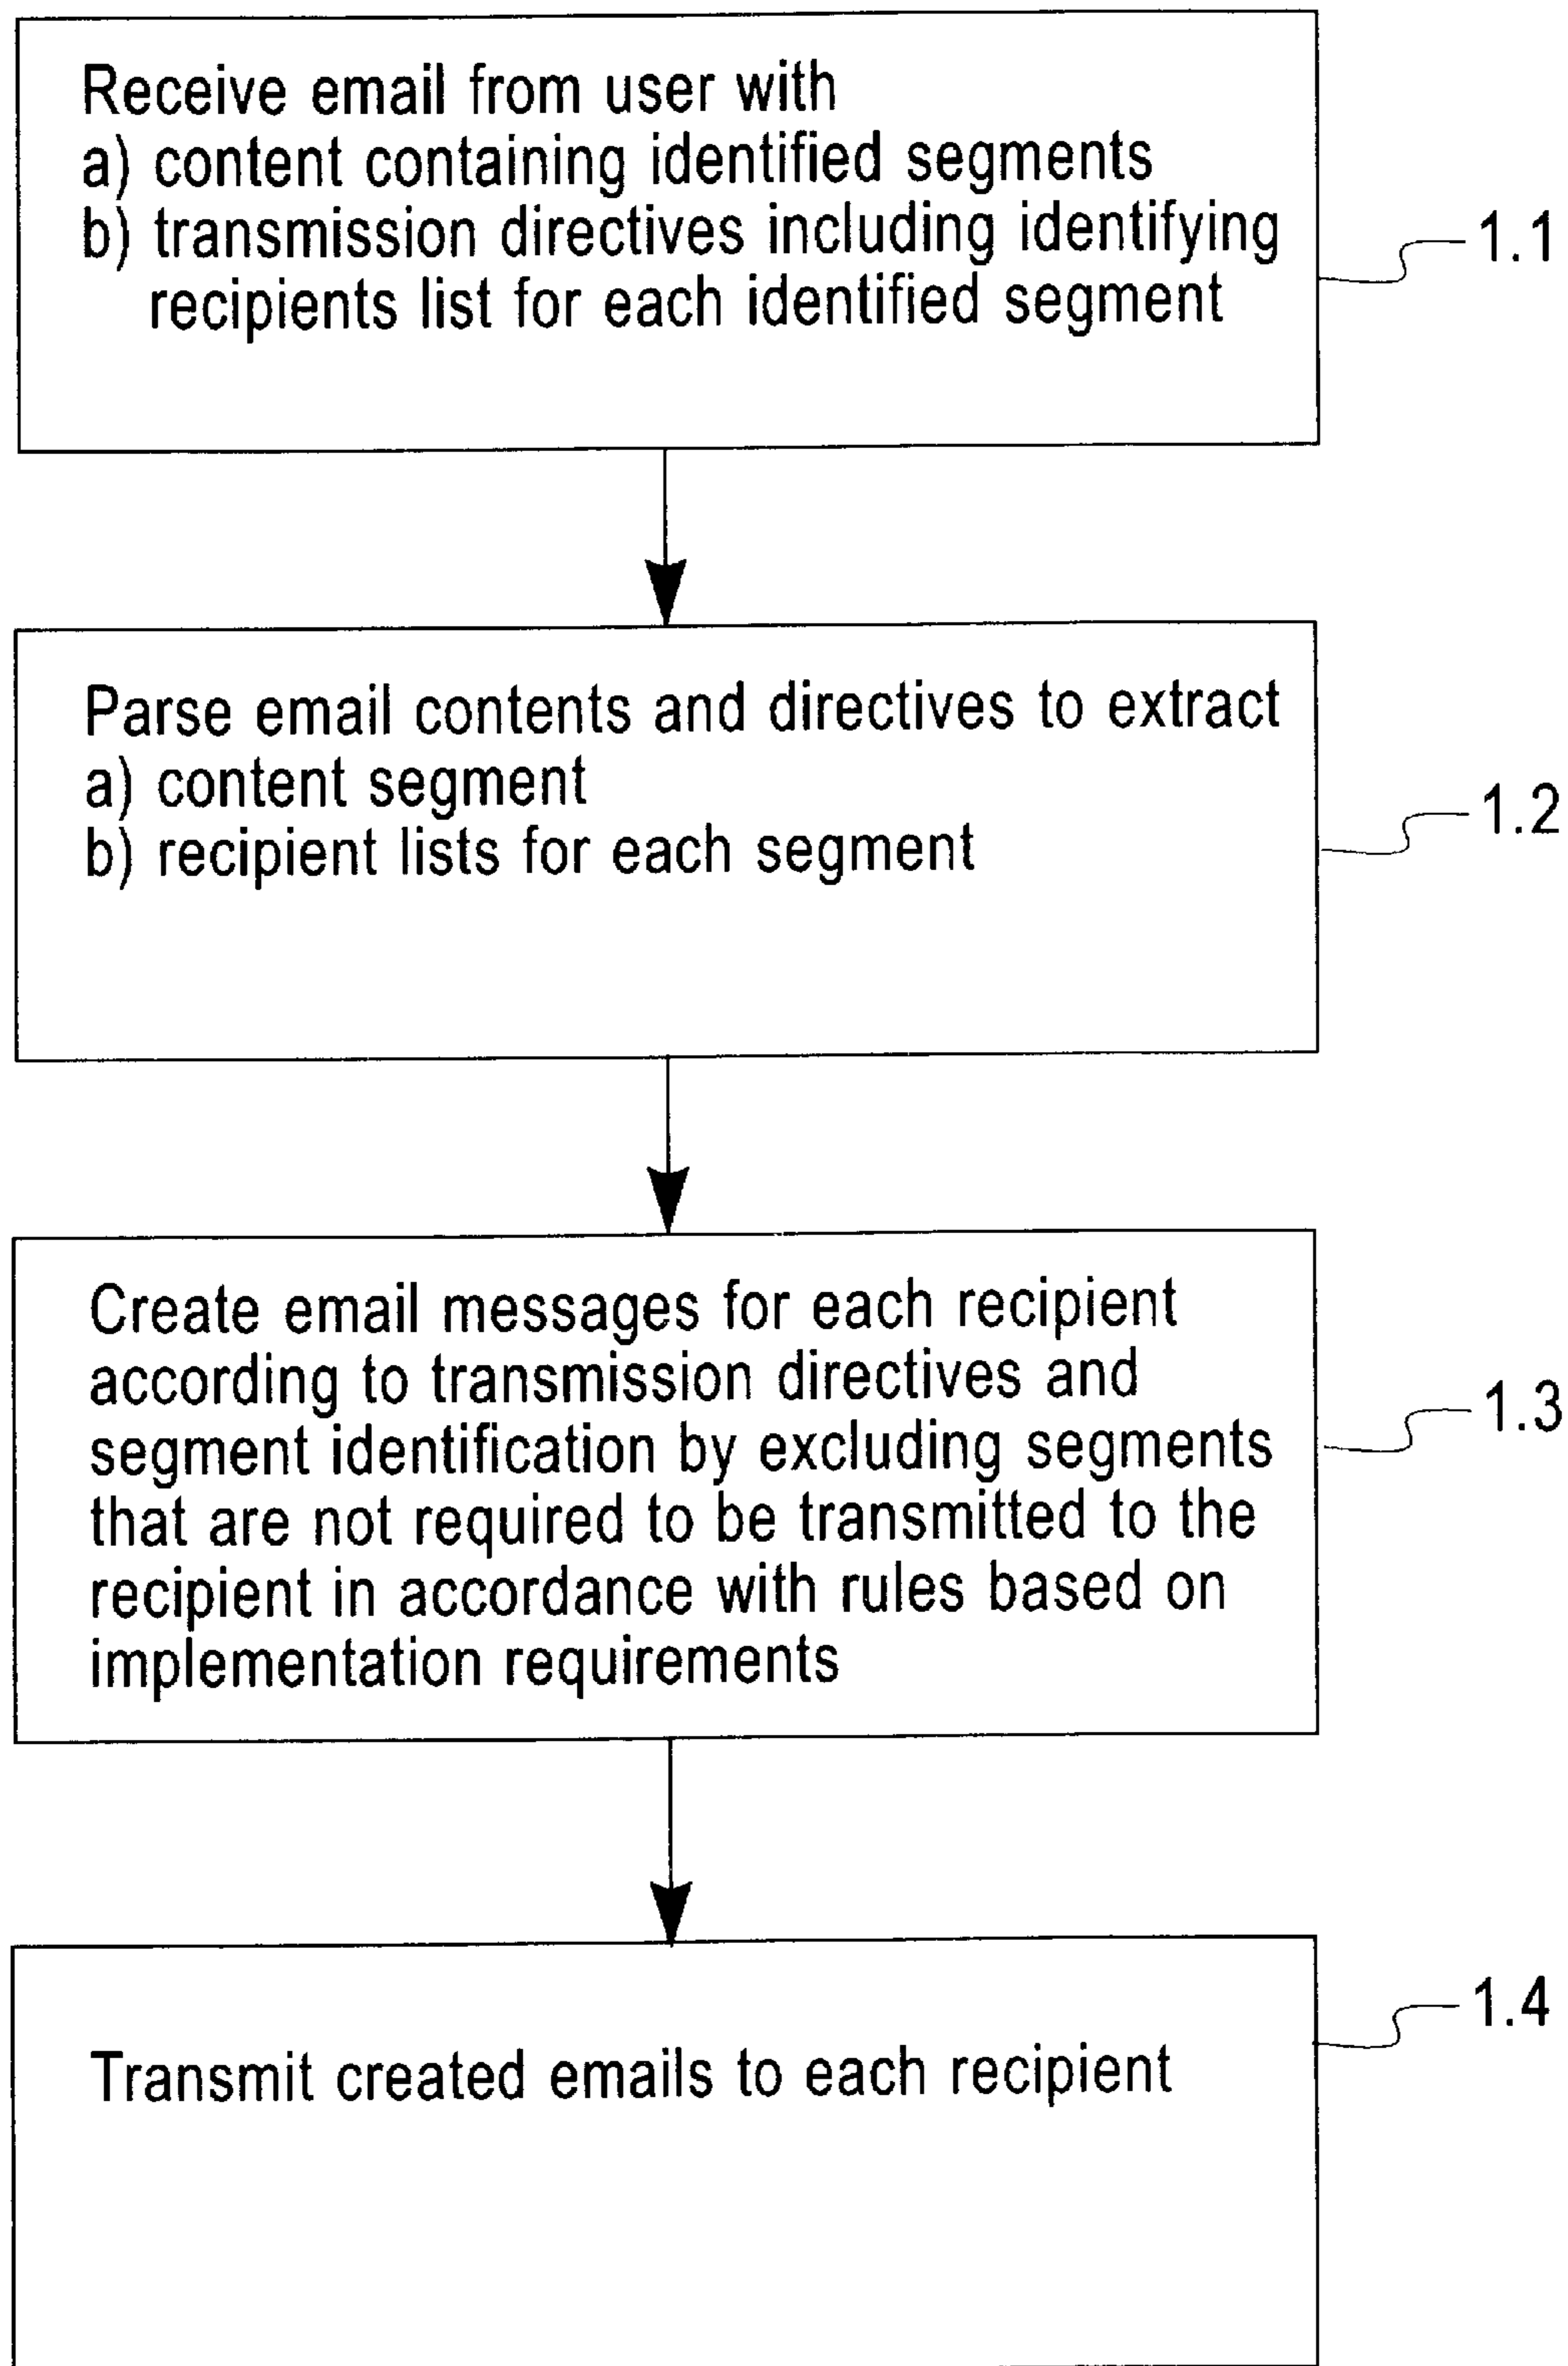 Receive email from user with
a) content containing identified segments
b) transmission directives including identifying
recipients list for each identified segment
1.1
Parse email contents and directives to extract
a) content segment
b) recipient lists for each segment
1.2
Create email messages for each recipient
according to transmission directives and
segment identification by excluding segments
that are not required to be transmitted to the
recipient in accordance with rules based on
implementation requirements
1.3
Transmit created emails to each recipient
1.4